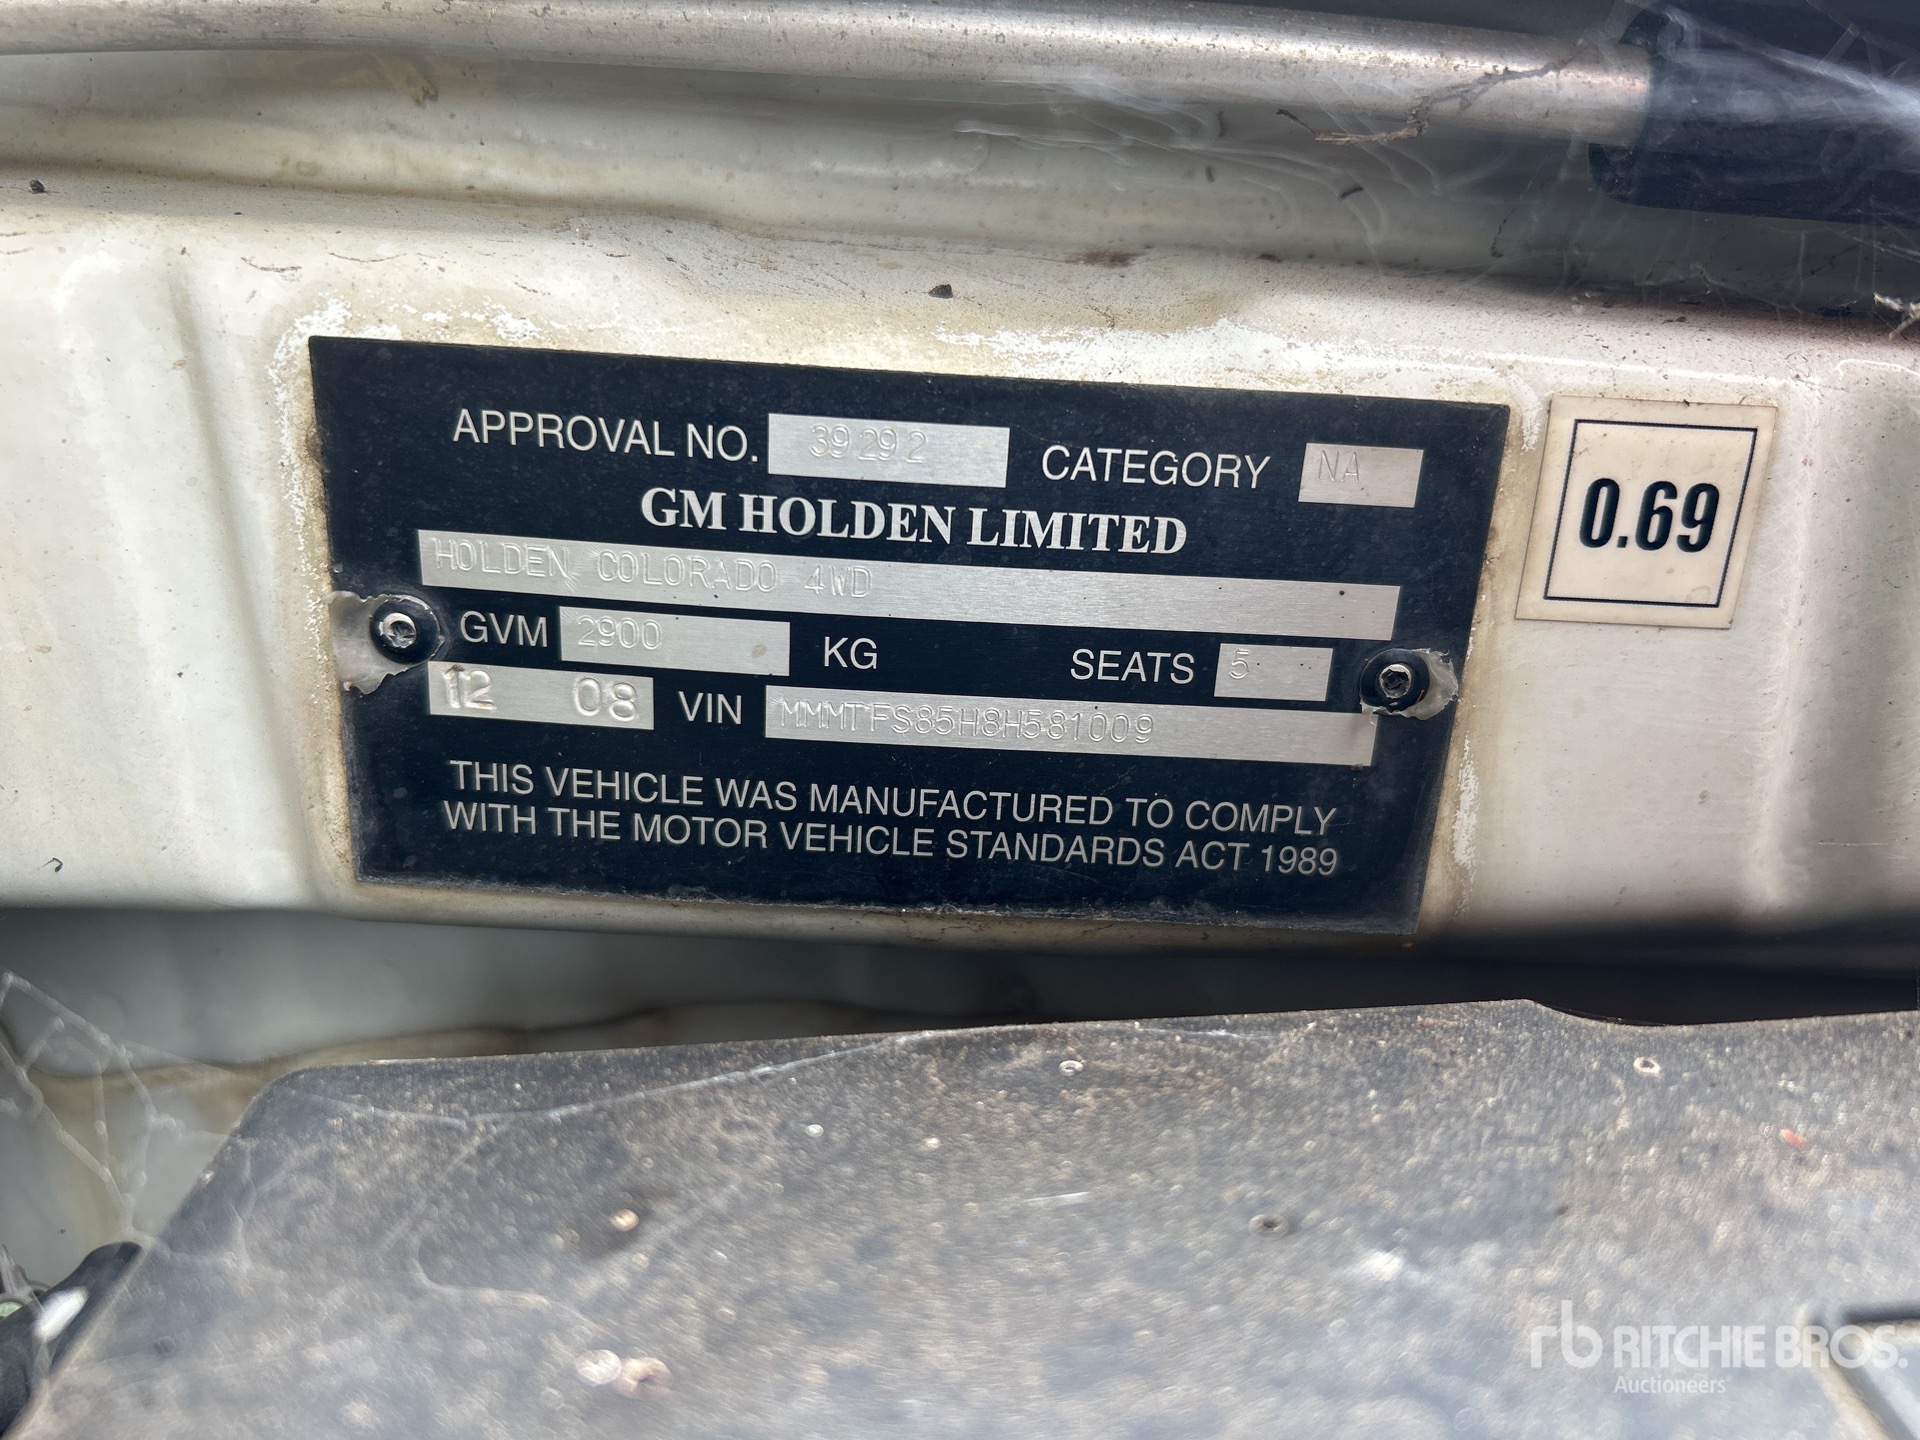 APPROVAL NO. 39292 CATEGORY NA
GM HOLDEN LIMITED
HOLDEN COLORADO 4WD
GVM 2900 KG SEATS 5
12 08 VIN MMMTFS85H8H581009
THIS VEHICLE WAS MANUFACTURED TO COMPLY
WITH THE MOTOR VEHICLE STANDARDS ACT 1989
0.69
rb RITCHIE BROS.
Auctioneers